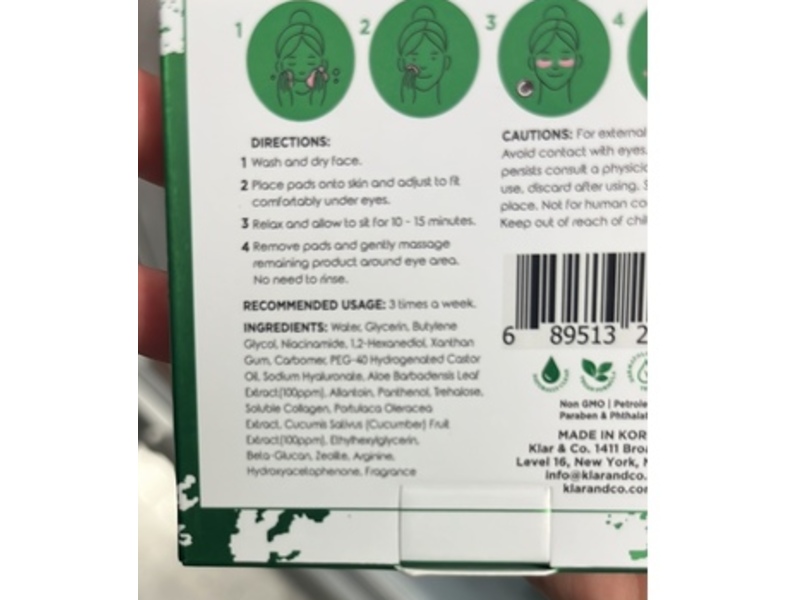 1 2 3 4
DIRECTIONS:
1 Wash and dry face.
2 Place pads onto skin and adjust to fit
comfortably under eyes.
3 Relax and allow to sit for 10 - 15 minutes.
4 Remove pads and gently massage
remaining product around eye area.
No need to rinse.
RECOMMENDED USAGE: 3 times a week.
INGREDIENTS: Water, Glycerin, Butylene
Glycol, Niacinamide, 1,2-Hexanediol, Xanthan
Gum, Carbomer, PEG-40 Hydrogenated Castor
Oil, Sodium Hyaluronate, Aloe Barbadensis Leaf
Extract(100ppm), Allantoin, Panthenol, Trehalose,
Soluble Collagen, Portulaca Oleracea
Extract, Cucumis Sativus (Cucumber) Fruit
Extract(100ppm), Ethylhexylglycerin,
Beta-Glucan, Zeolite, Arginine,
Hydroxyacetophenone, Fragrance
CAUTIONS: For external
Avoid contact with eyes.
persists consult a physici
use, discard after using. S
place. Not for human co
Keep out of reach of chil
6 89513 2
Non GMO | Petrole
Paraben & Phthalat
MADE IN KOR
Klar & Co. 1411 Broa
Level 16, New York, N
info@klarandco.
klarandco.com